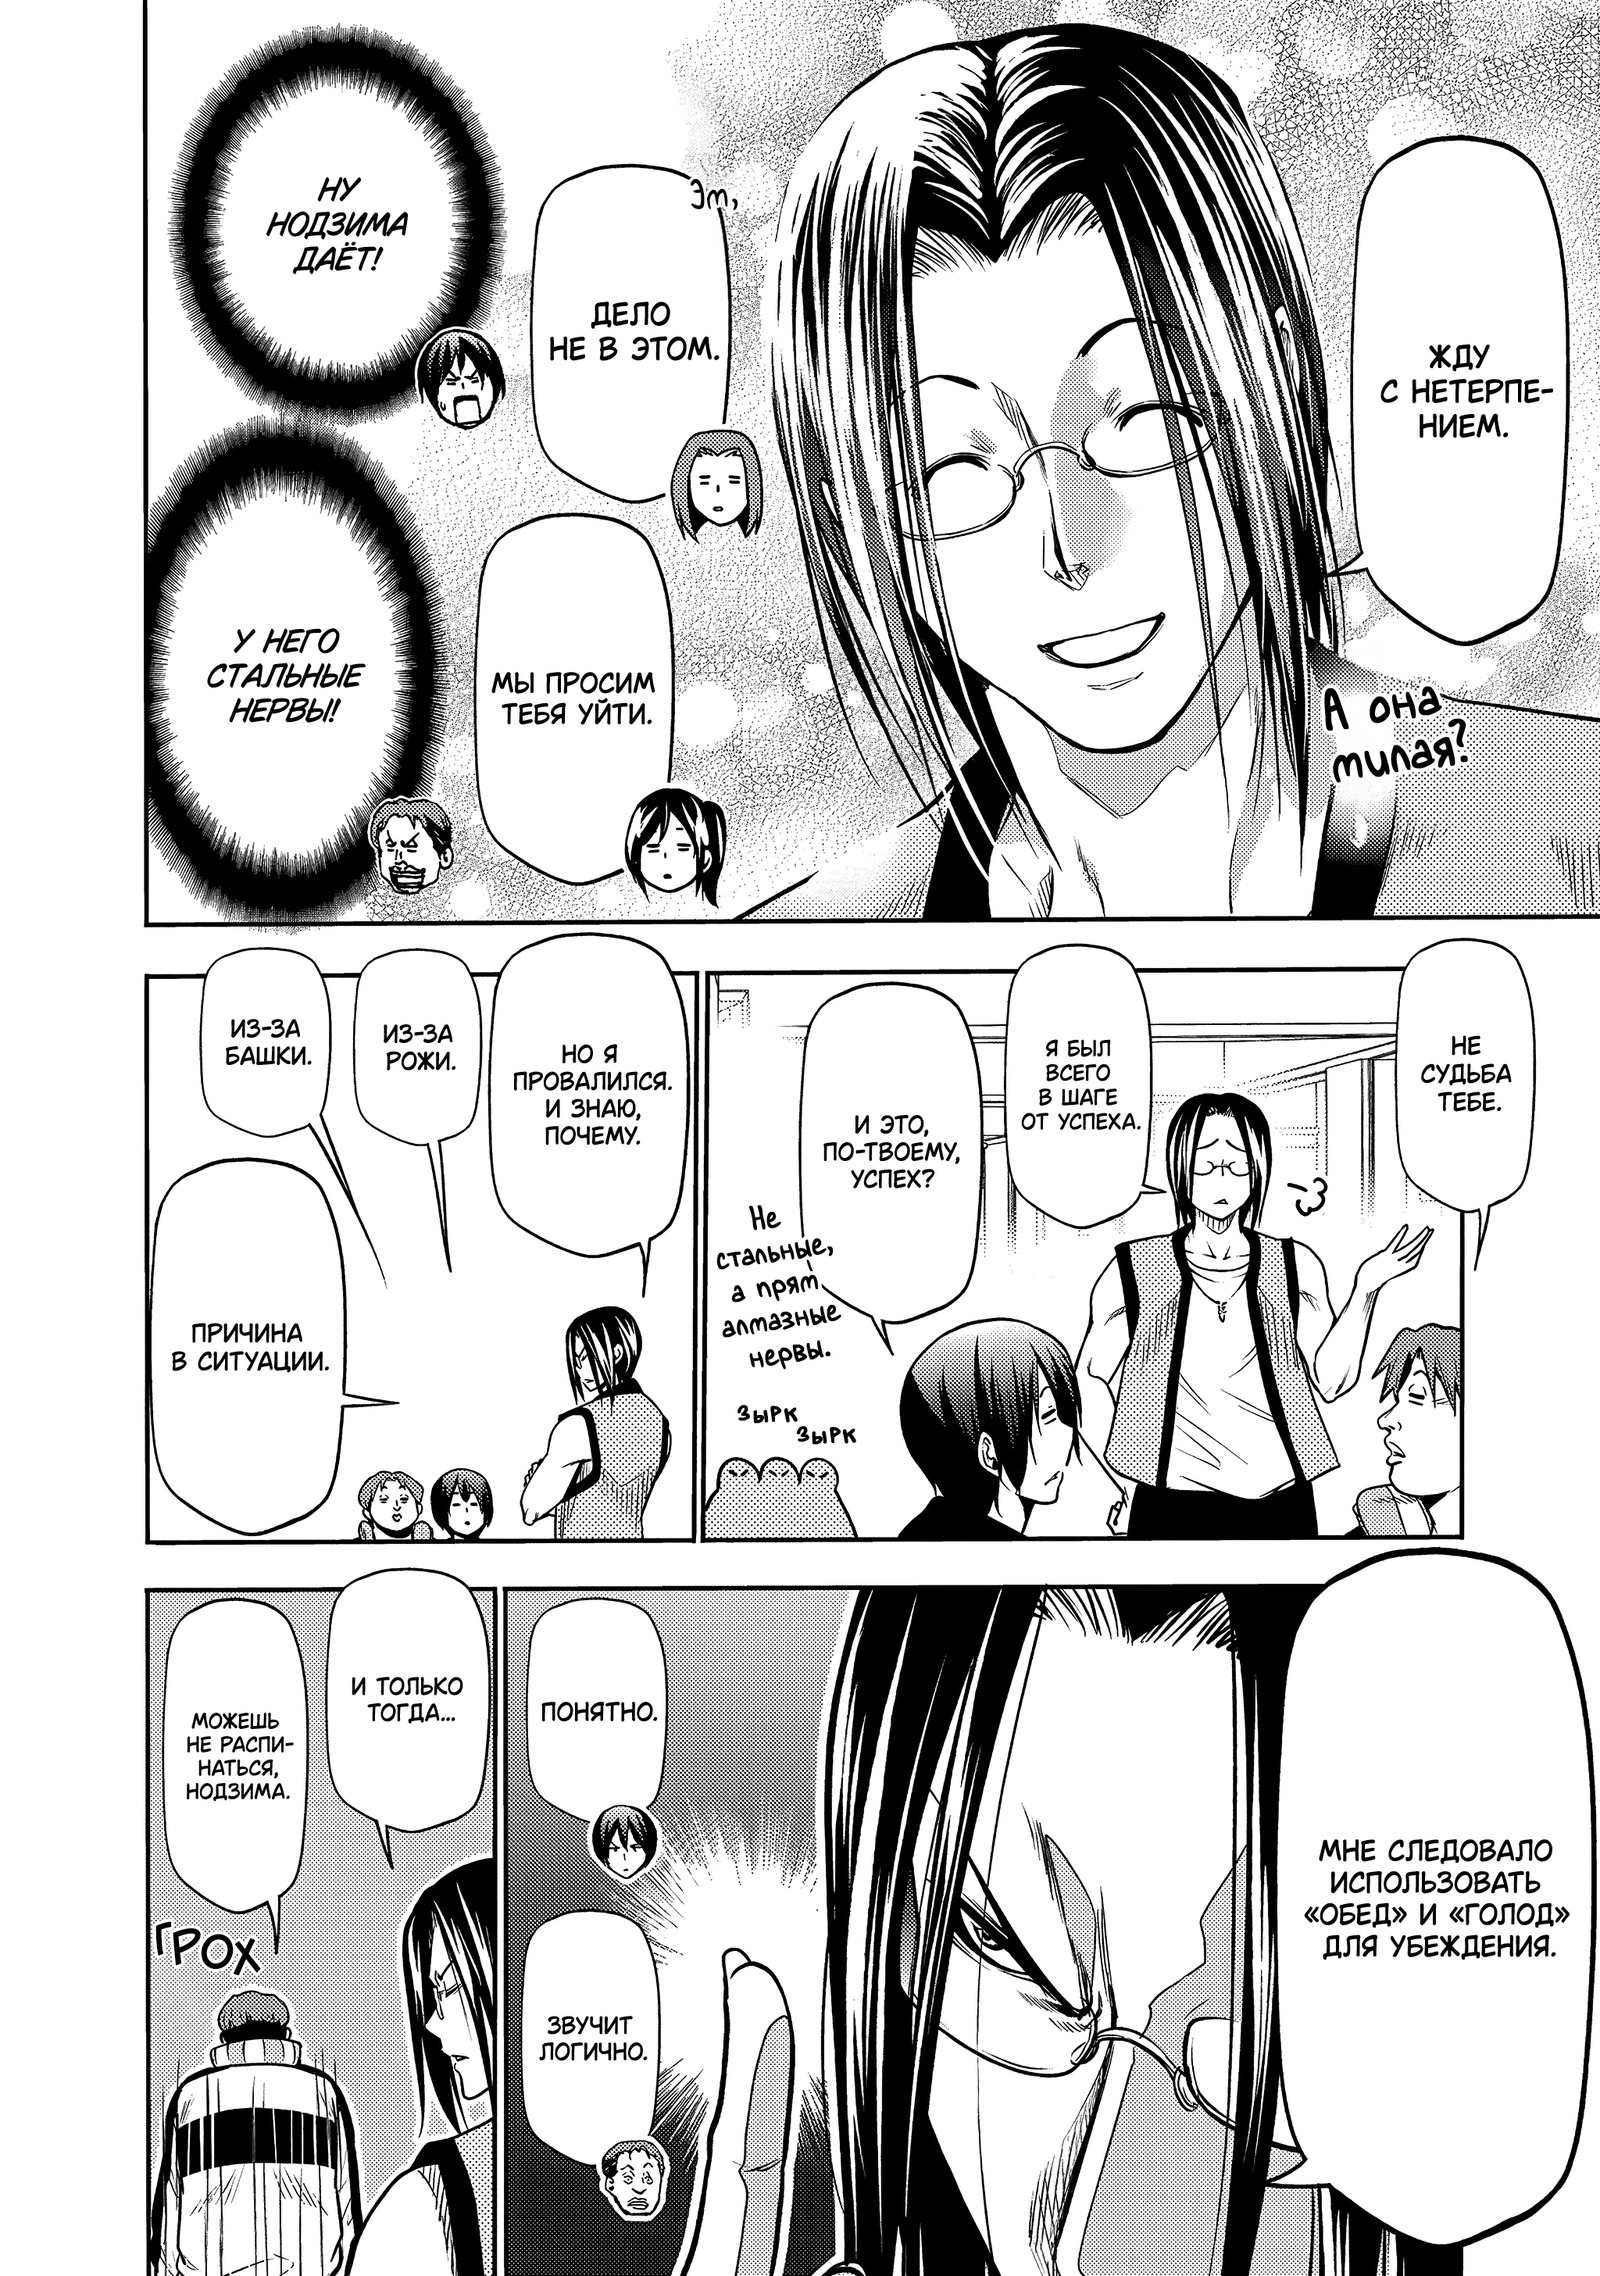 ЖДУ
С НЕТЕРПЕ-
НИЕМ.
А она
милая?
Эт,
ДЕЛО
НЕ В ЭТОМ.
МЫ ПРОСИМ
ТЕБЯ УЙТИ.
НУ
НОДЗИМА
ДАЁТ!
У НЕГО
СТАЛЬНЫЕ
НЕРВЫ!
НЕ
СУДЬБА
ТЕБЕ.
Я БЫЛ
ВСЕГО
В ШАГЕ
ОТ УСПЕХА.
И ЭТО,
ПО-ТВОЕМУ,
УСПЕХ?
Не
стальные,
а прям
алмазные
нервы.
ЗЫРК
ЗЫРК
НО Я
ПРОВАЛИЛСЯ.
И ЗНАЮ,
ПОЧЕМУ.
ИЗ-ЗА
РОЖИ.
ИЗ-ЗА
БАШКИ.
ПРИЧИНА
В СИТУАЦИИ.
МНЕ СЛЕДОВАЛО
ИСПОЛЬЗОВАТЬ
«ОБЕД» И «ГОЛОД»
ДЛЯ УБЕЖДЕНИЯ.
ПОНЯТНО.
ЗВУЧИТ
ЛОГИЧНО.
И ТОЛЬКО
ТОГДА...
МОЖЕШЬ
НЕ РАСПИ-
НАТЬСЯ,
НОДЗИМА.
ГРОХ